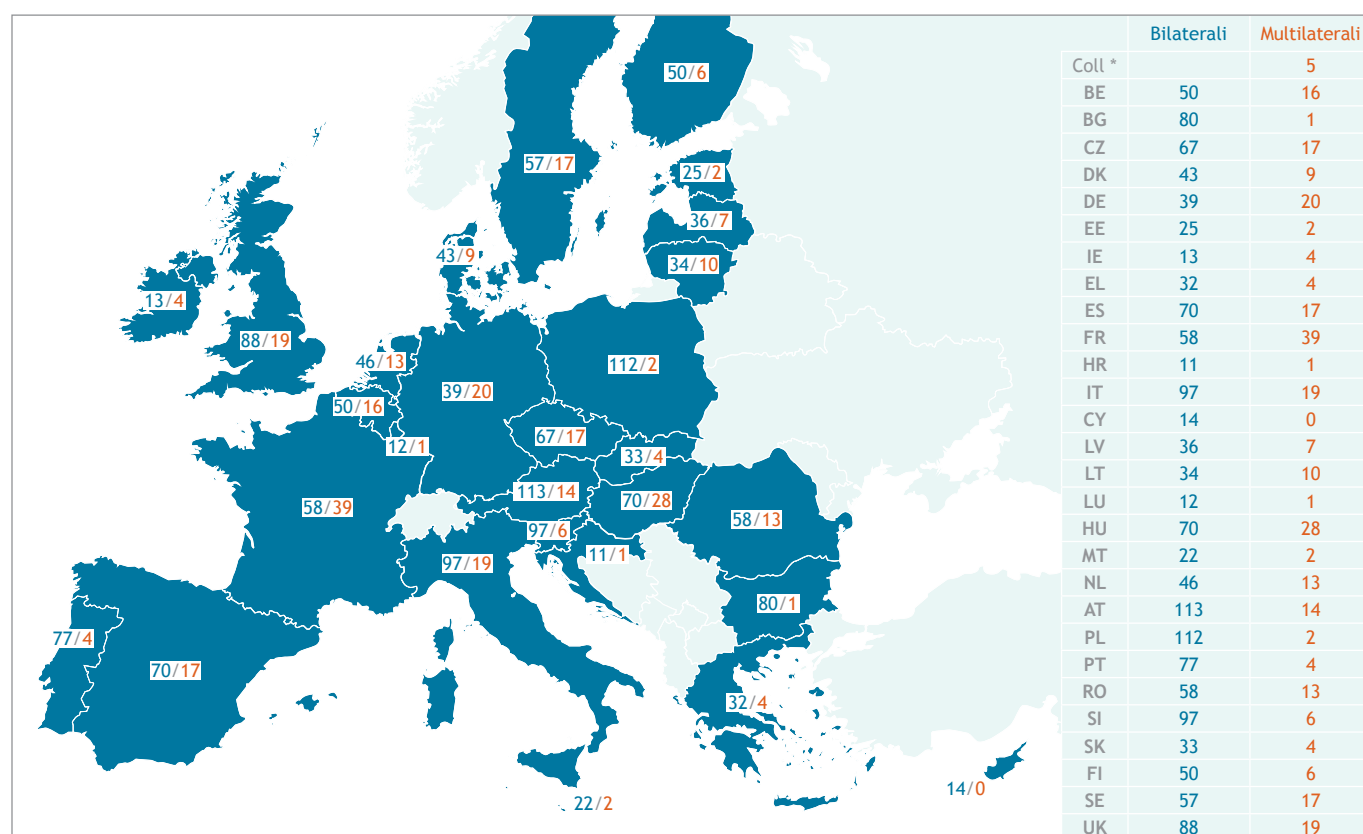 50/6
57/17
25/2
36/7
43/9
34/10
13/4
88/19
46/13
112/2
39/20
50/16
67/17
12/1
33/4
113/14
70/28
58/39
58/13
97/6
11/1
97/19
80/1
77/4
70/17
32/4
14/0
22/2
Bilaterali Multilaterali
Coll * 5
BE 50 16
BG 80 1
CZ 67 17
DK 43 9
DE 39 20
EE 25 2
IE 13 4
EL 32 4
ES 70 17
FR 58 39
HR 11 1
IT 97 19
CY 14 0
LV 36 7
LT 34 10
LU 12 1
HU 70 28
MT 22 2
NL 46 13
AT 113 14
PL 112 2
PT 77 4
RO 58 13
SI 97 6
SK 33 4
FI 50 6
SE 57 17
UK 88 19